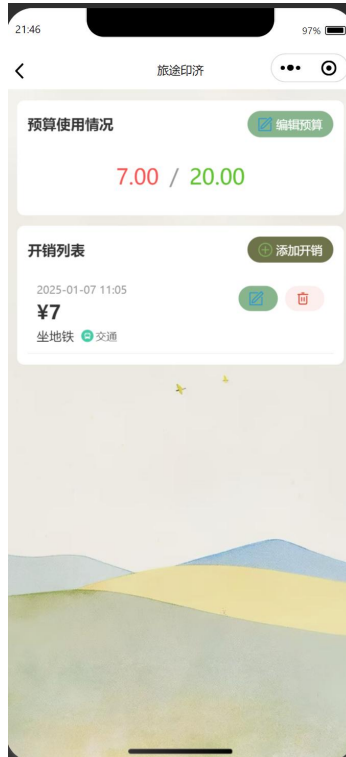 21:46
97%
旅途印济
预算使用情况
编辑预算
7.00 / 20.00
开销列表
添加开销
2025-01-07 11:05
¥7
坐地铁 交通